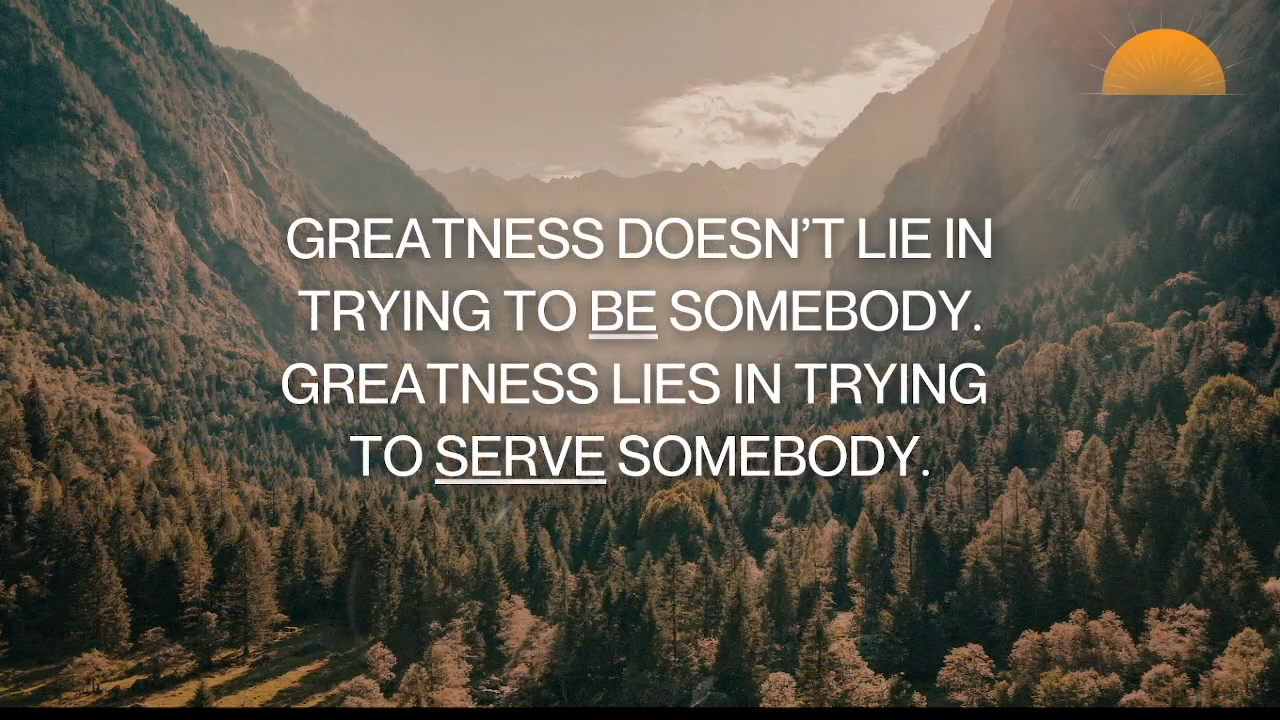 GREATNESS DOESN’T LIE IN
TRYING TO BE SOMEBODY.
GREATNESS LIES IN TRYING
TO SERVE SOMEBODY.